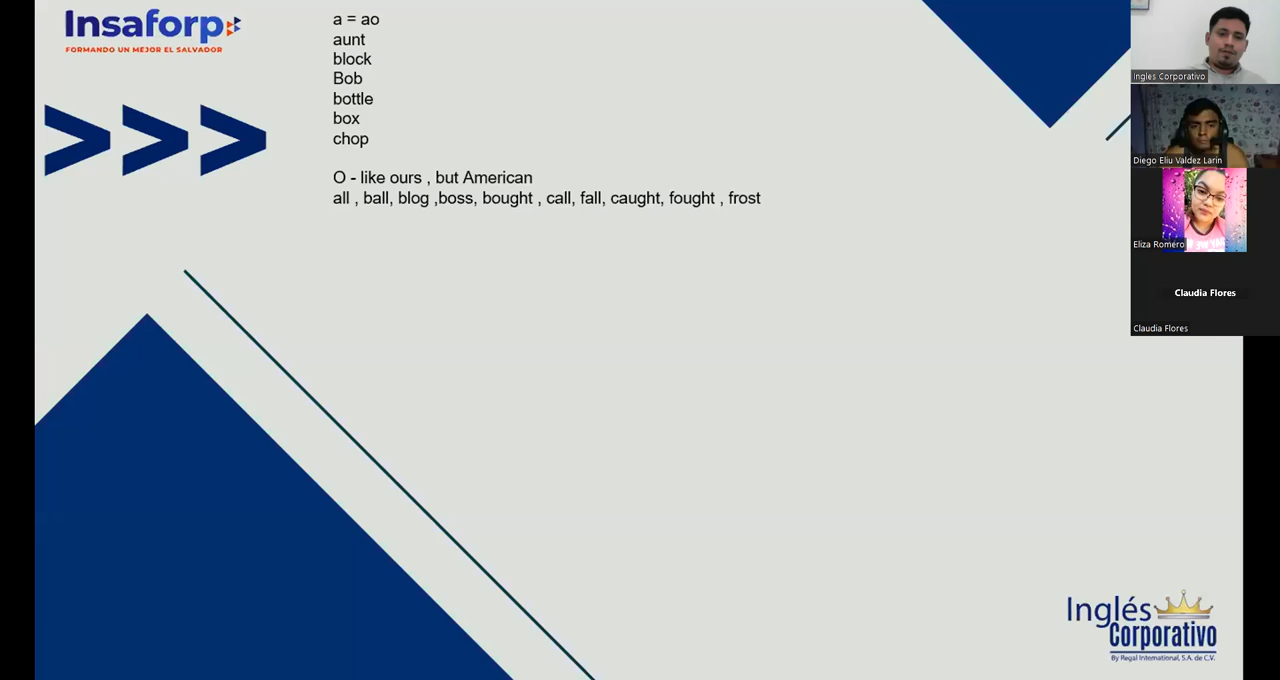 Insaforp
FORMANDO UN MEJOR EL SALVADOR
a = ao
aunt
block
Bob
bottle
box
chop
O - like ours , but American
all , ball, blog ,boss, bought , call, fall, caught, fought , frost
Ingles Corporativo
Diego Eliu Valdez Larin
Eliza Romero
Claudia Flores
Claudia Flores
Inglés
Corporativo
By Regal International, S.A. de C.V.